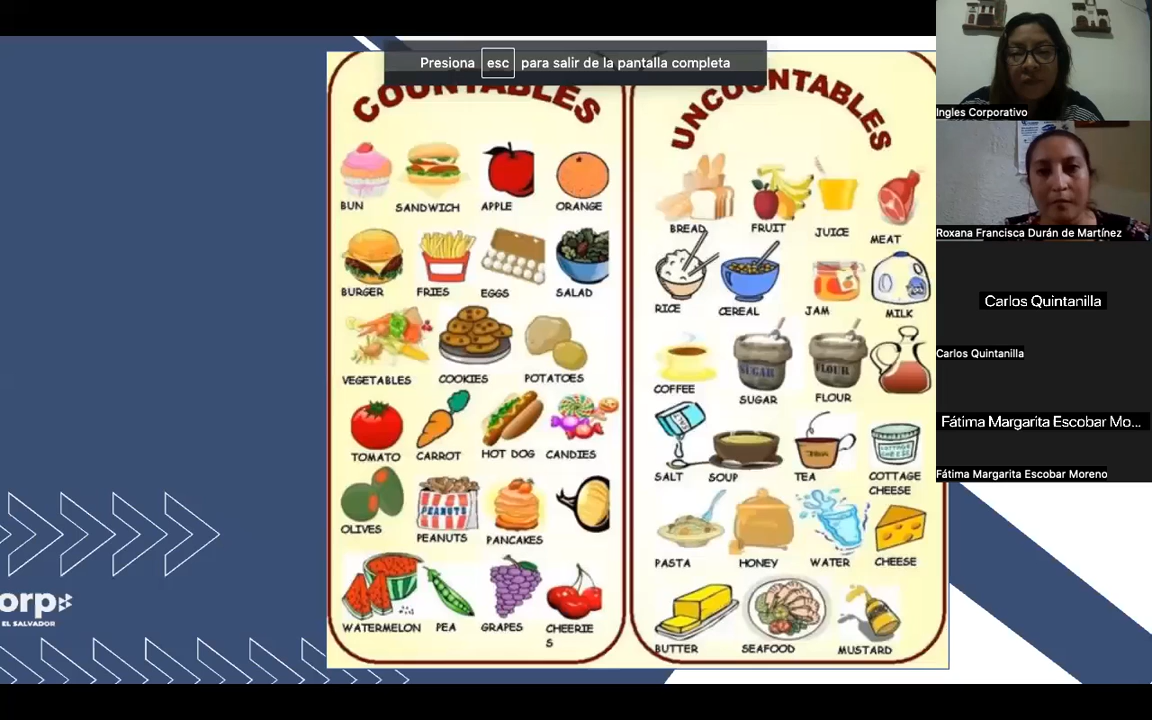 Presiona esc para salir de la pantalla completa
COUNTABLES
BUN SANDWICH APPLE ORANGE
BURGER FRIES EGGS SALAD
VEGETABLES COOKIES POTATOES
TOMATO CARROT HOT DOG CANDIES
OLIVES PEANUTS PANCAKES
PEANUTS
WATERMELON PEA GRAPES CHEERIE
S
UNCOUNTABLES
BREAD FRUIT JUICE MEAT
RICE CEREAL JAM MILK
COFFEE SUGAR FLOUR
SUGAR FLOUR
SALT SOUP TEA COTTAGE
CHEESE
COTTAGE
CHEESE
PASTA HONEY WATER CHEESE
BUTTER SEAFOOD MUSTARD
orp
EL SALVADOR
Ingles Corporativo
Roxana Francisca Durán de Martínez
Carlos Quintanilla
Carlos Quintanilla
Fátima Margarita Escobar Mo...
Fátima Margarita Escobar Moreno